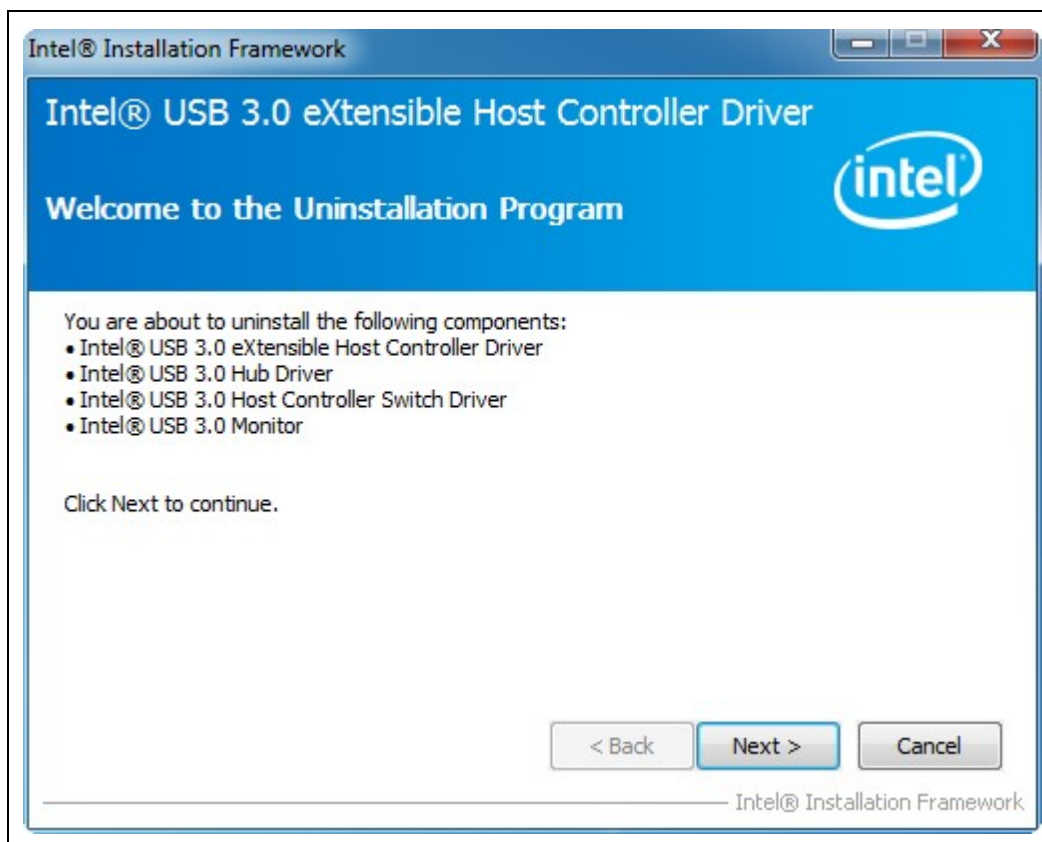 Intel® Installation Framework
Intel® USB 3.0 eXtensible Host Controller Driver
intel
Welcome to the Uninstallation Program
You are about to uninstall the following components:
• Intel® USB 3.0 eXtensible Host Controller Driver
• Intel® USB 3.0 Hub Driver
• Intel® USB 3.0 Host Controller Switch Driver
• Intel® USB 3.0 Monitor
Click Next to continue.
< Back Next > Cancel
Intel® Installation Framework